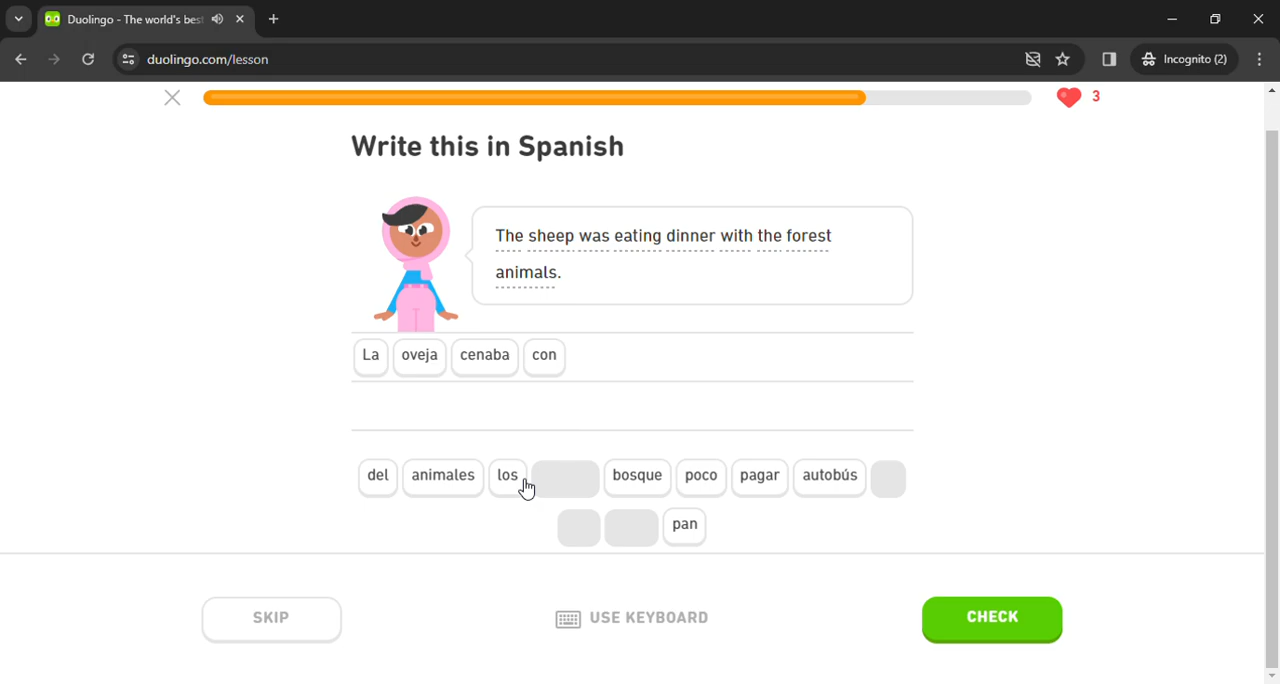 Duolingo - The world's bes
duolingo.com/lesson
Incognito (2)
3
Write this in Spanish
The sheep was eating dinner with the forest
animals.
La oveja cenaba con
del animales los bosque poco pagar autobús
pan
SKIP
USE KEYBOARD
CHECK